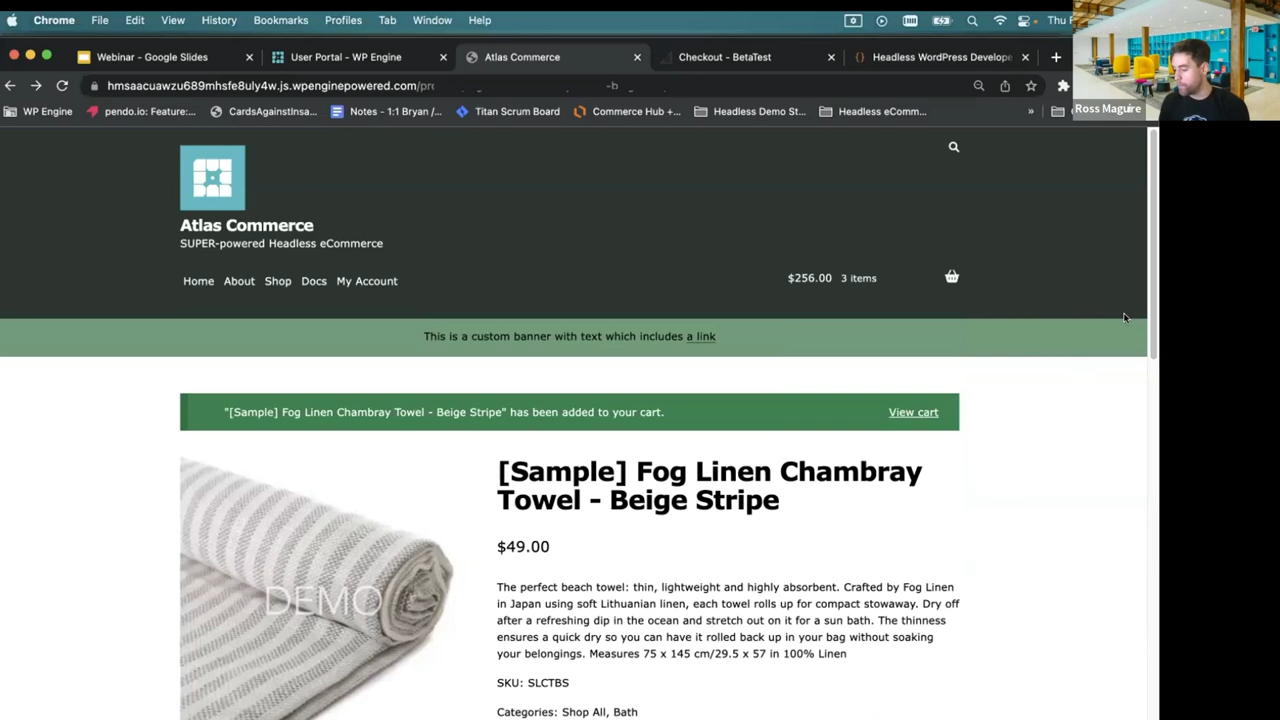 Chrome File Edit View History Bookmarks Profiles Tab Window Help
Webinar - Google Slides
User Portal - WP Engine
Atlas Commerce
Checkout - BetaTest
Headless WordPress Develope
hmsaacuawzu689mhsfe8uly4w.js.wpenginepowered.com/
WP Engine
pendo.io: Feature:...
CardsAgainstInsa...
Notes - 1:1 Bryan /...
Titan Scrum Board
Commerce Hub +...
Headless Demo St...
Headless eComm...
Ross Maguire
Atlas Commerce
SUPER-powered Headless eCommerce
Home About Shop Docs My Account
$256.00 3 items
This is a custom banner with text which includes a link
"[Sample] Fog Linen Chambray Towel - Beige Stripe" has been added to your cart.
View cart
DEMO
[Sample] Fog Linen Chambray
Towel - Beige Stripe
$49.00
The perfect beach towel: thin, lightweight and highly absorbent. Crafted by Fog Linen
in Japan using soft Lithuanian linen, each towel rolls up for compact stowaway. Dry off
after a refreshing dip in the ocean and stretch out on it for a sun bath. The thinness
ensures a quick dry so you can have it rolled back up in your bag without soaking
your belongings. Measures 75 x 145 cm/29.5 x 57 in 100% Linen
SKU: SLCTBS
Categories: Shop All, Bath